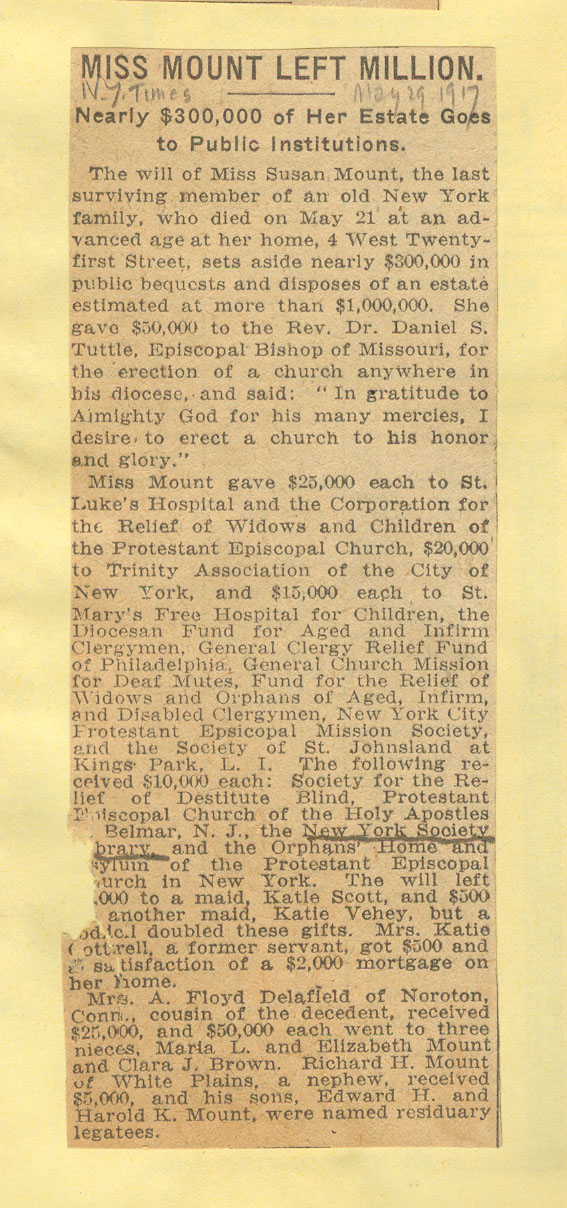 MISS MOUNT LEFT MILLION.
N.Y. Times May 29 1917
Nearly $300,000 of Her Estate Goes
to Public Institutions.
The will of Miss Susan Mount, the last
surviving member of an old New York
family, who died on May 21 at an ad-
vanced age at her home, 4 West Twenty-
first Street, sets aside nearly $300,000 in
public bequests and disposes of an estate
estimated at more than $1,000,000. She
gave $50,000 to the Rev. Dr. Daniel S.
Tuttle, Episcopal Bishop of Missouri, for
the erection of a church anywhere in
his diocese, and said: "In gratitude to
Almighty God for his many mercies, I
desire to erect a church to his honor
and glory."
Miss Mount gave $25,000 each to St.
Luke's Hospital and the Corporation for
the Relief of Widows and Children of
the Protestant Episcopal Church, $20,000
to Trinity Association of the City of
New York, and $15,000 each to St.
Mary's Free Hospital for Children, the
Diocesan Fund for Aged and Infirm
Clergymen, General Clergy Relief Fund
of Philadelphia, General Church Mission
for Deaf Mutes, Fund for the Relief of
Widows and Orphans of Aged, Infirm,
and Disabled Clergymen, New York City
Protestant Epsicopal Mission Society,
and the Society of St. Johnsland at
Kings Park, L. I. The following re-
ceived $10,000 each: Society for the Re-
lief of Destitute Blind, Protestant
Episcopal Church of the Holy Apostles
Belmar, N. J., the New York Society
brary, and the Orphans' Home and
sylum of the Protestant Episcopal
urch in New York. The will left
,000 to a maid, Katie Scott, and $500
another maid, Katie Vehey, but a
odicil doubled these gifts. Mrs. Katie
Cottrell, a former servant, got $500 and
a satisfaction of a $2,000 mortgage on
her home.
Mrs. A. Floyd Delafield of Noroton,
Conn., cousin of the decedent, received
$25,000, and $50,000 each went to three
nieces, Maria L. and Elizabeth Mount
and Clara J. Brown. Richard H. Mount
of White Plains, a nephew, received
$5,000, and his sons, Edward H. and
Harold K. Mount, were named residuary
legatees.